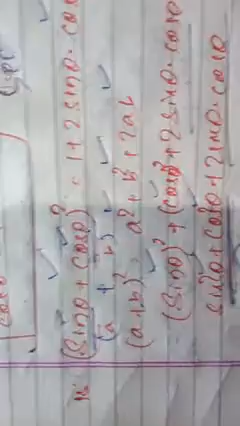 (sinθ + cosθ)² = 1 + 2 sinθ · cosθ
(a + b)
(a+b)² = a² + b² + 2ab
(sinθ)² + (cosθ)² + 2 sinθ · cosθ
sin²θ + cos²θ + 2 sinθ · cosθ